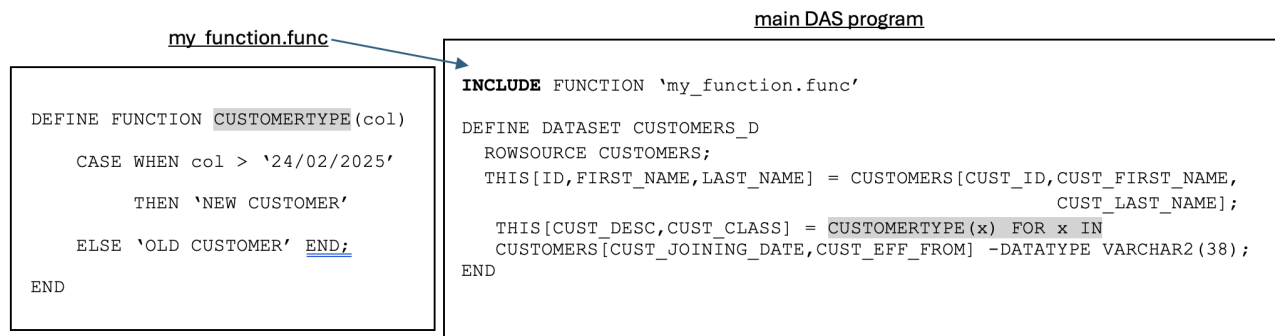 main DAS program
my_function.func
DEFINE FUNCTION CUSTOMERTYPE(col)
CASE WHEN col > ‘24/02/2025’
THEN ‘NEW CUSTOMER’
ELSE ‘OLD CUSTOMER’ END;
END
INCLUDE FUNCTION ‘my_function.func’
DEFINE DATASET CUSTOMERS_D
ROWSOURCE CUSTOMERS;
THIS[ID,FIRST_NAME,LAST_NAME] = CUSTOMERS[CUST_ID,CUST_FIRST_NAME,
CUST_LAST_NAME];
THIS[CUST_DESC,CUST_CLASS] = CUSTOMERTYPE(x) FOR x IN
CUSTOMERS[CUST_JOINING_DATE,CUST_EFF_FROM] -DATATYPE VARCHAR2(38);
END